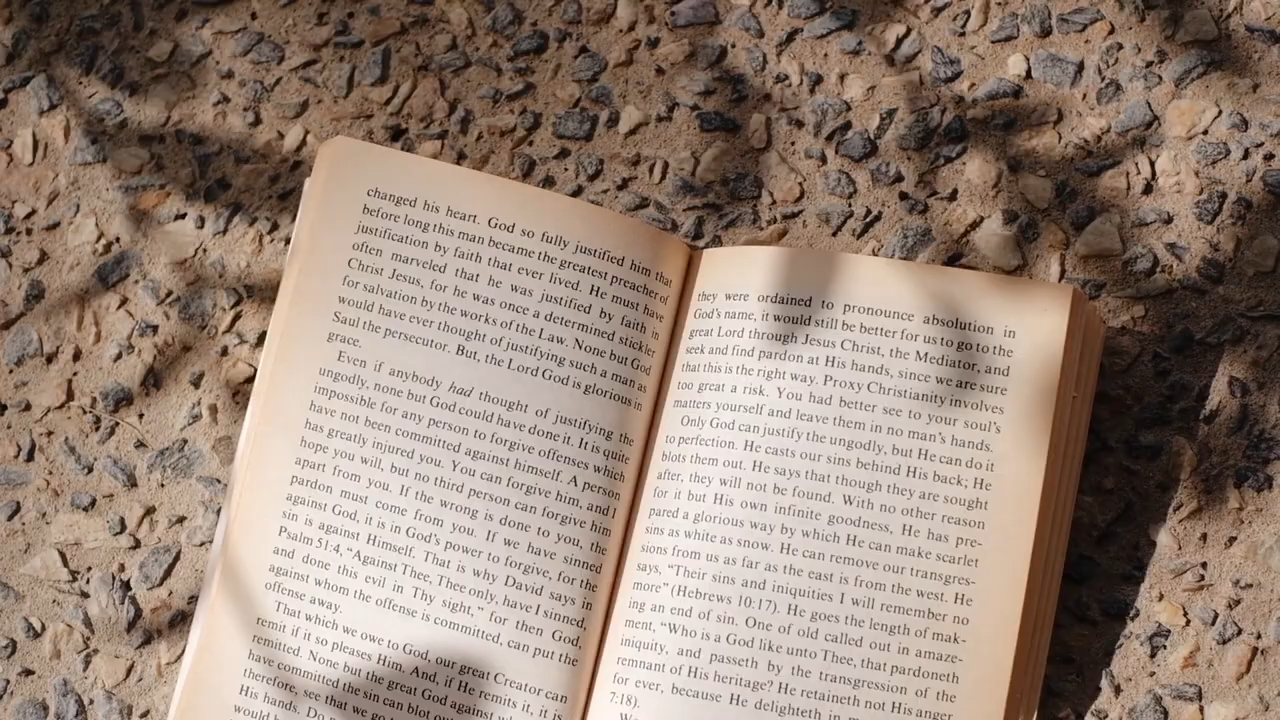 changed his heart. God so fully justified him that
before long this man became the greatest preacher of
justification by faith that ever lived. He must have
often marveled that he was justified by faith in
Christ Jesus, for he was once a determined stickler
for salvation by the works of the Law. None but God
would have ever thought of justifying such a man as
Saul the persecutor. But, the Lord God is glorious in
grace.
Even if anybody had thought of justifying the
ungodly, none but God could have done it. It is quite
impossible for any person to forgive offenses which
have not been committed against himself. A person
has greatly injured you. You can forgive him, and I
hope you will, but no third person can forgive him
apart from you. If the wrong is done to you, the
pardon must come from you. If we have sinned
against God, it is in God's power to forgive, for the
sin is against Himself. That is why David says in
Psalm 51:4, “Against Thee, Thee only, have I sinned,
and done this evil in Thy sight,” for then God,
against whom the offense is committed, can put the
offense away.
That which we owe to God, our great Creator can
remit if it so pleases Him. And, if He remits it, it is
remitted. None but the great God against
have committed the sin can blot
therefore, see that we go
His hands. Do
would
they were ordained to pronounce absolution in
God's name, it would still be better for us to go to the
great Lord through Jesus Christ, the Mediator, and
seek and find pardon at His hands, since we are sure
that this is the right way. Proxy Christianity involves
too great a risk. You had better see to your soul's
matters yourself and leave them in no man's hands.
Only God can justify the ungodly, but He can do it
to perfection. He casts our sins behind His back; He
blots them out. He says that though they are sought
after, they will not be found. With no other reason
for it but His own infinite goodness, He has pre-
pared a glorious way by which He can make scarlet
sins as white as snow. He can remove our transgres-
sions from us as far as the east is from the west. He
says, “Their sins and iniquities I will remember no
more” (Hebrews 10:17). He goes the length of mak-
ing an end of sin. One of old called out in amaze-
ment, “Who is a God like unto Thee, that pardoneth
iniquity, and passeth by the transgression of the
remnant of His heritage? He retaineth not His anger
for ever, because He delighteth in
7:18).